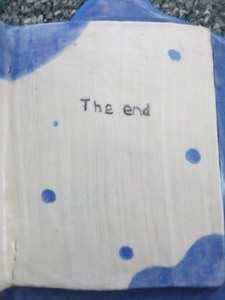 The end